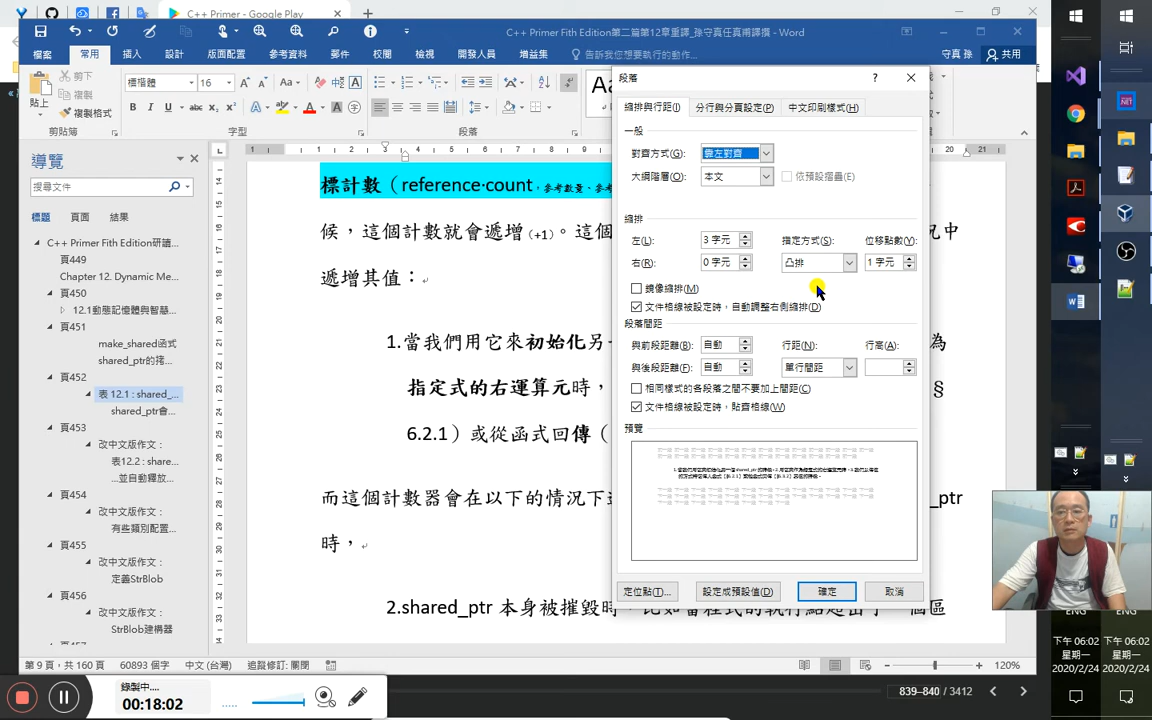 C++ Primer - Google Play
C++ Primer Fith Edition第二篇第12章重譯_孫守真任真甫譯撰 - Word
檔案 常用 插入 設計 版面配置 參考資料 郵件 校閱 檢視 開發人員 增益集 告訴我您想要執行的動作... 守真 孫 共用
貼上 剪下
複製
複製格式
楷槿體 16
剪貼簿 字型 段落
導覽
搜尋文件
標題 頁面 結果
C++ Primer Fith Edition研讀...
頁449
Chapter 12. Dynamic Me...
頁450
12.1動態記憶體與智慧...
頁451
make_shared函式
shared_ptr的拷...
頁452
表 12.1 : shared_...
shared_ptr會...
頁453
改中文版作文：
表12.2 : share...
...並自動釋放...
頁454
改中文版作文：
有些類別配置...
頁455
改中文版作文：
定義StrBlob
頁456
改中文版作文：
StrBlob建構器
標計數（reference·count，參考數量、參考
候，這個計數就會遞增(+1)。這個 況中
遞增其值：
1.當我們用它來初始化另 為
指定式的右運算元時， §
6.2.1）或從函式回傳（
而這個計數器會在以下的情況下 _ptr
時，
2.shared_ptr 本身被摧毀時
段落
縮排與行距(I) 分行與分頁設定(P) 中文印刷樣式(H)
一般
對齊方式(G): 靠左對齊
大綱階層(O): 本文 依預設摺疊(E)
縮排
左(L): 3 字元 指定方式(S): 位移點數(Y):
右(R): 0 字元 凸排 1 字元
鏡像縮排(M)
文件格線被設定時，自動調整右側縮排(D)
段落間距
與前段距離(B): 自動 行距(N): 行高(A):
與後段距離(F): 自動 單行間距
相同樣式的各段落之間不要加上間距(C)
文件格線被設定時，貼齊格線(W)
預覽
定位點(T)... 設定成預設值(D) 確定 取消
第 9 頁，共 160 頁 60893 個字 中文 (台灣) 追蹤修訂: 關閉 120%
錄製中....
00:18:02
839–840 / 3412
ENG ENG
下午 06:02 下午 06:02
星期一 星期一
2020/2/24 2020/2/24